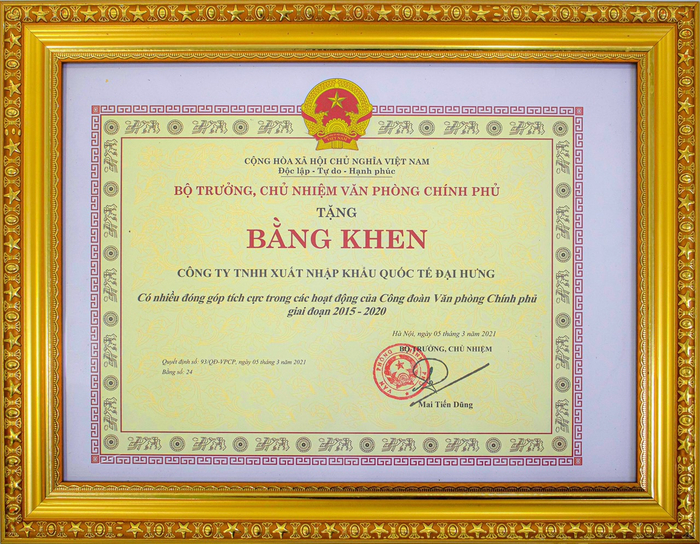 CỘNG HÒA XÃ HỘI CHỦ NGHĨA VIỆT NAM
Độc lập - Tự do - Hạnh phúc
BỘ TRƯỞNG, CHỦ NHIỆM VĂN PHÒNG CHÍNH PHỦ
TẶNG
BẰNG KHEN
CÔNG TY TNHH XUẤT NHẬP KHẨU QUỐC TẾ ĐẠI HƯNG
Có nhiều đóng góp tích cực trong các hoạt động của Công đoàn Văn phòng Chính phủ
giai đoạn 2015 - 2020
Hà Nội, ngày 05 tháng 3 năm 2021
BỘ TRƯỞNG, CHỦ NHIỆM
Quyết định số: 93/QĐ-VPCP, ngày 05 tháng 3 năm 2021
Bằng số: 24
VĂN PHÒNG CHÍNH
Mai Tiến Dũng